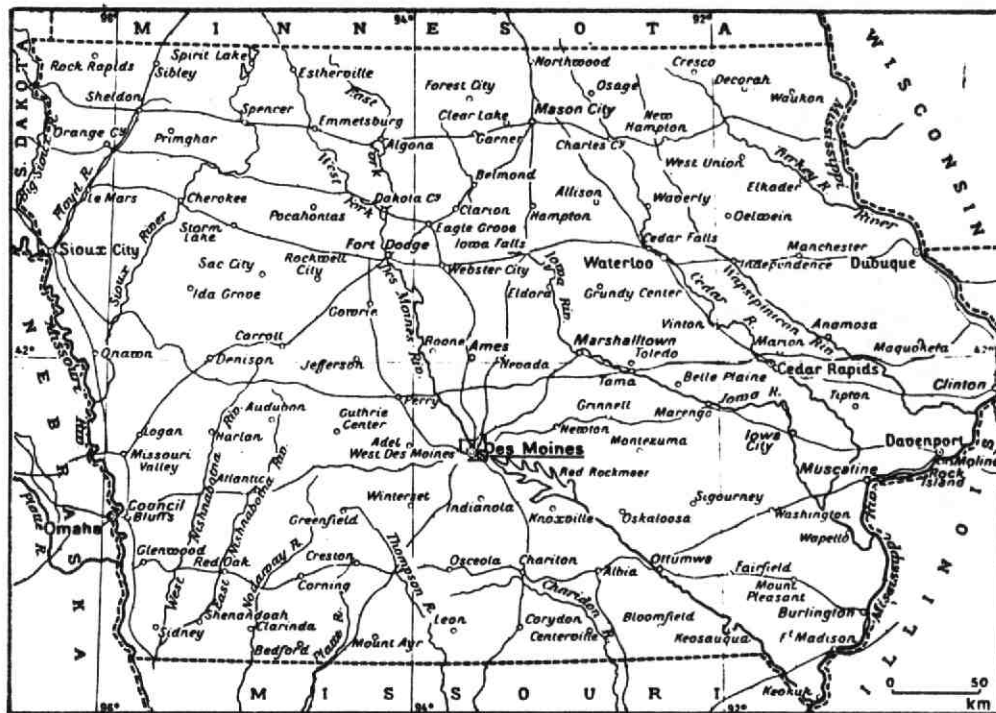 96° 94° 92°
M I N N E S O T A
W I S C O N S I N
S. DAKOTA
Rock Rapids
Sibley
Spirit Lake
Estherville
Northwood
Cresco
Osage
Decorah
Waukon
Forest City
East
Sheldon
Spencer
Emmetsburg
Clear Lake
Mason City
New
Hampton
Mississippi
Orange Cy
Primghar
Algona
Garner
Charles Cy
West Union
Turkey R.
Big Sioux R.
Floyd R.
West
Fork
Fork
Belmond
Allison
Elkader
Le Mars
Cherokee
Pocahontas
Dakota Cy
Clarion
Hampton
Waverly
Oelwein
River
Storm
Lake
Eagle Grove
Sioux City
Fort Dodge
Iowa Falls
Cedar Falls
Manchester
Sioux River
Sac City
Rockwell
City
Webster City
Waterloo
Independence
Dubuque
Ida Grove
Des Moines Riv.
Eldora
Iowa Riv.
Grundy Center
Cedar R.
Wapsipinicon Riv.
Gowrie
Vinton
Anamosa
N E B R A S K A
Missouri Riv.
Carroll
Boone
Ames
Marshalltown
Marion
Maquoketa
42°
Onawa
Denison
Jefferson
Nevada
Toledo
Cedar Rapids
42°
Tama
Belle Plaine
Clinton
Audubon
Perry
Grinnell
Marengo
Iowa R.
Tipton
Logan
Harlan
Guthrie
Center
Adel
Newton
Iowa
City
Davenport
Missouri
Valley
West Des Moines
Des Moines
Montezuma
Moline
Rock
Island
Atlantic
Red Rockmeer
Muscatine
Nishnabotna Riv.
Nishnabotna Riv.
Winterset
Indianola
Sigourney
Council
Bluffs
Greenfield
Knoxville
Oskaloosa
Washington
Omaha
Platte R.
Wapello
Glenwood
Red Oak
Nodaway R.
Creston
Thompson R.
Osceola
Chariton
Albia
Ottumwa
Fairfield
Corning
Mount
Pleasant
West
East
Shenandoah
Chariton R.
Burlington
Mississippi Riv.
Sidney
Clarinda
Platte R.
Leon
Corydon
Bloomfield
Bedford
Mount Ayr
Centerville
Keosauqua
Ft Madison
M I S S O U R I
I L L I N O I S
Keokuk
0 50
km
96° 94° 92°